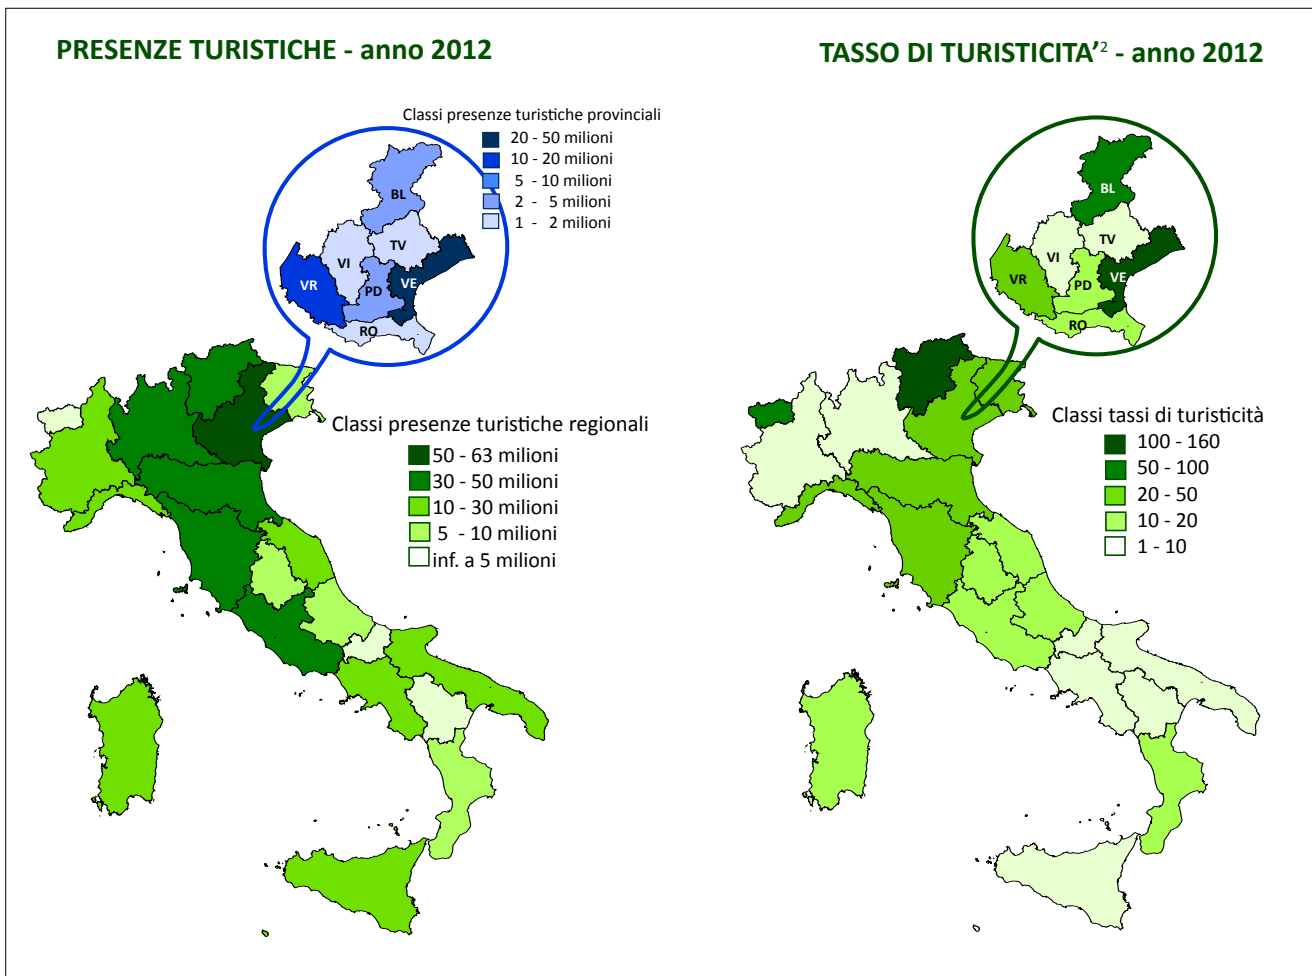 PRESENZE TURISTICHE - anno 2012
Classi presenze turistiche provinciali
20 - 50 milioni
10 - 20 milioni
5 - 10 milioni
2 - 5 milioni
1 - 2 milioni
BL
TV
VI
VR
PD
VE
RO
Classi presenze turistiche regionali
50 - 63 milioni
30 - 50 milioni
10 - 30 milioni
5 - 10 milioni
inf. a 5 milioni
TASSO DI TURISTICITA'2 - anno 2012
BL
TV
VI
VR
PD
VE
RO
Classi tassi di turisticità
100 - 160
50 - 100
20 - 50
10 - 20
1 - 10